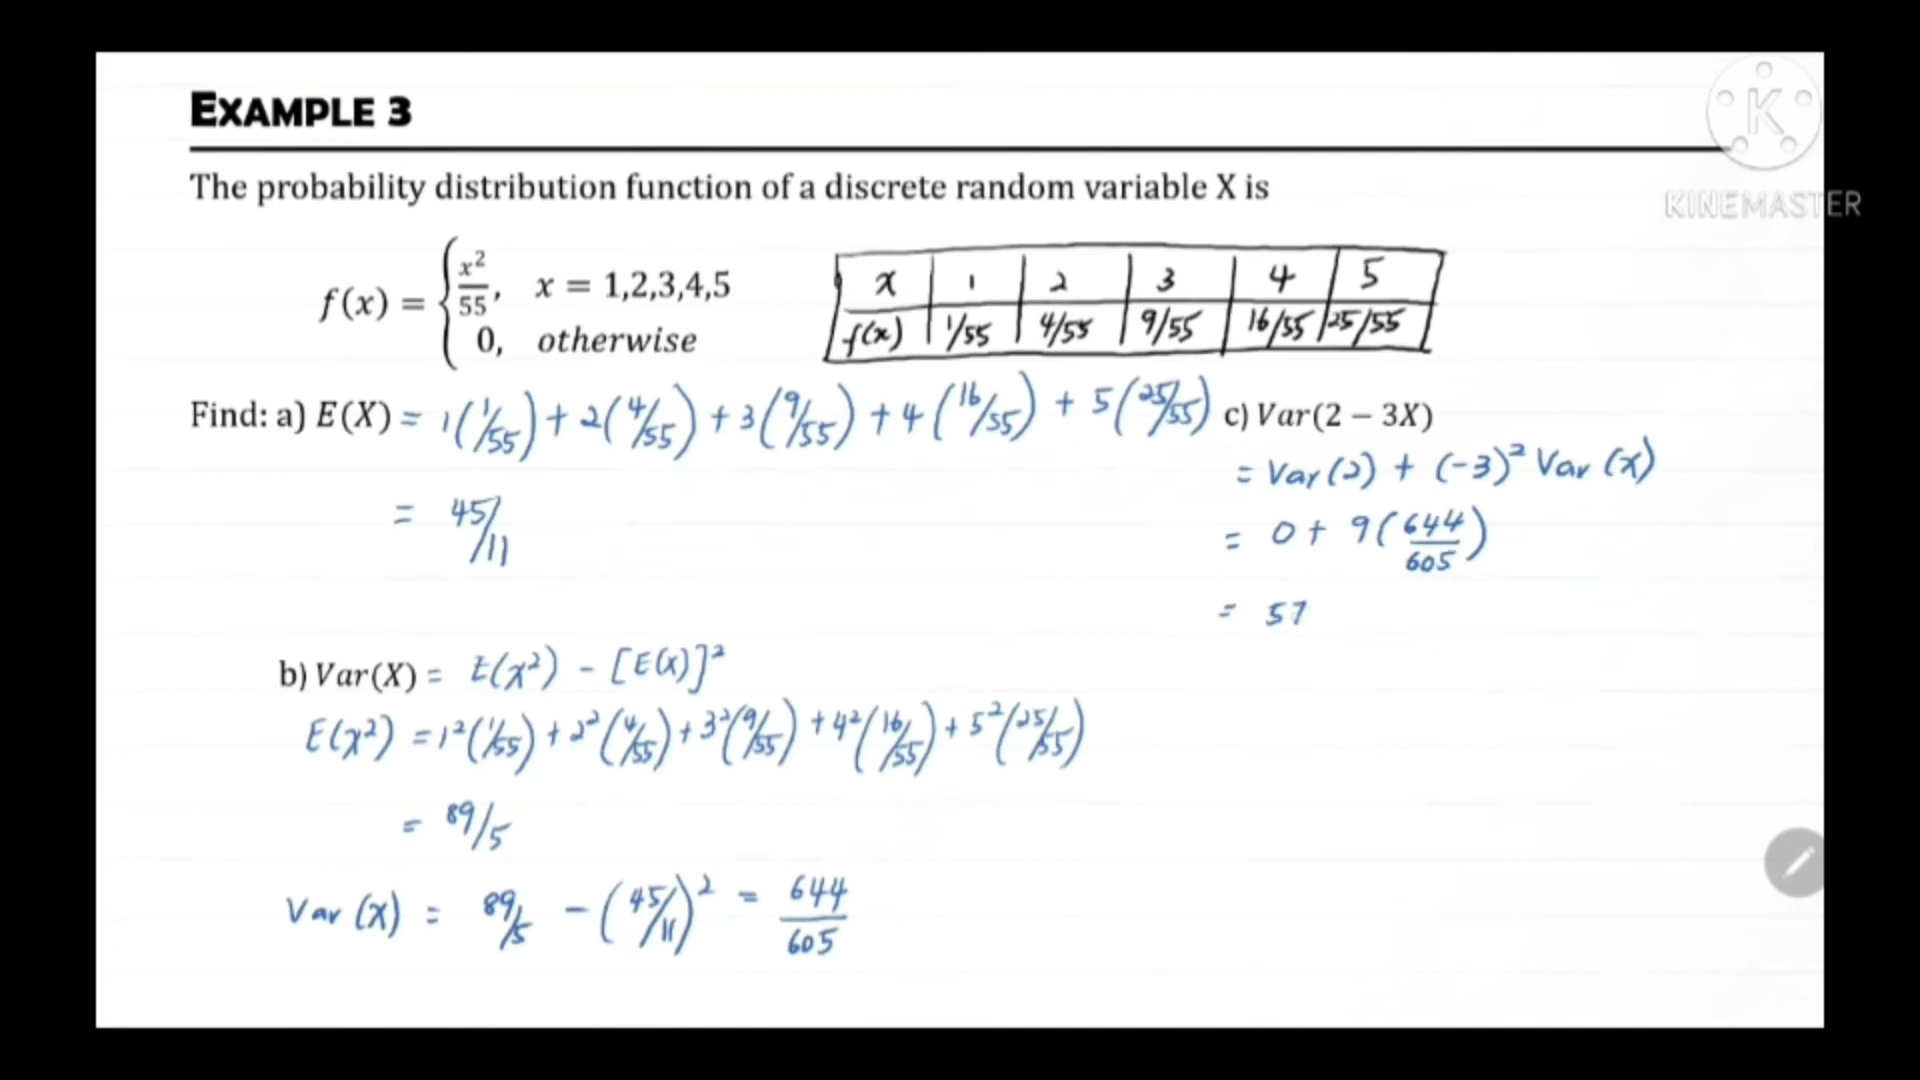 EXAMPLE 3
K
KINEMASTER
The probability distribution function of a discrete random variable X is
f(x) = { x²/55, x = 1,2,3,4,5
0, otherwise
x 1 2 3 4 5
f(x) 1/55 4/55 9/55 16/55 25/55
Find: a) E(X) = 1(1/55) + 2(4/55) + 3(9/55) + 4(16/55) + 5(25/55)
= 45/11
b) Var(X) = E(x²) - [E(x)]²
E(x²) = 1²(1/55) + 2²(4/55) + 3²(9/55) + 4²(16/55) + 5²(25/55)
= 89/5
Var(x) = 89/5 - (45/11)² = 644/605
c) Var(2 − 3X)
= Var(2) + (-3)² Var(x)
= 0 + 9(644/605)
= 57